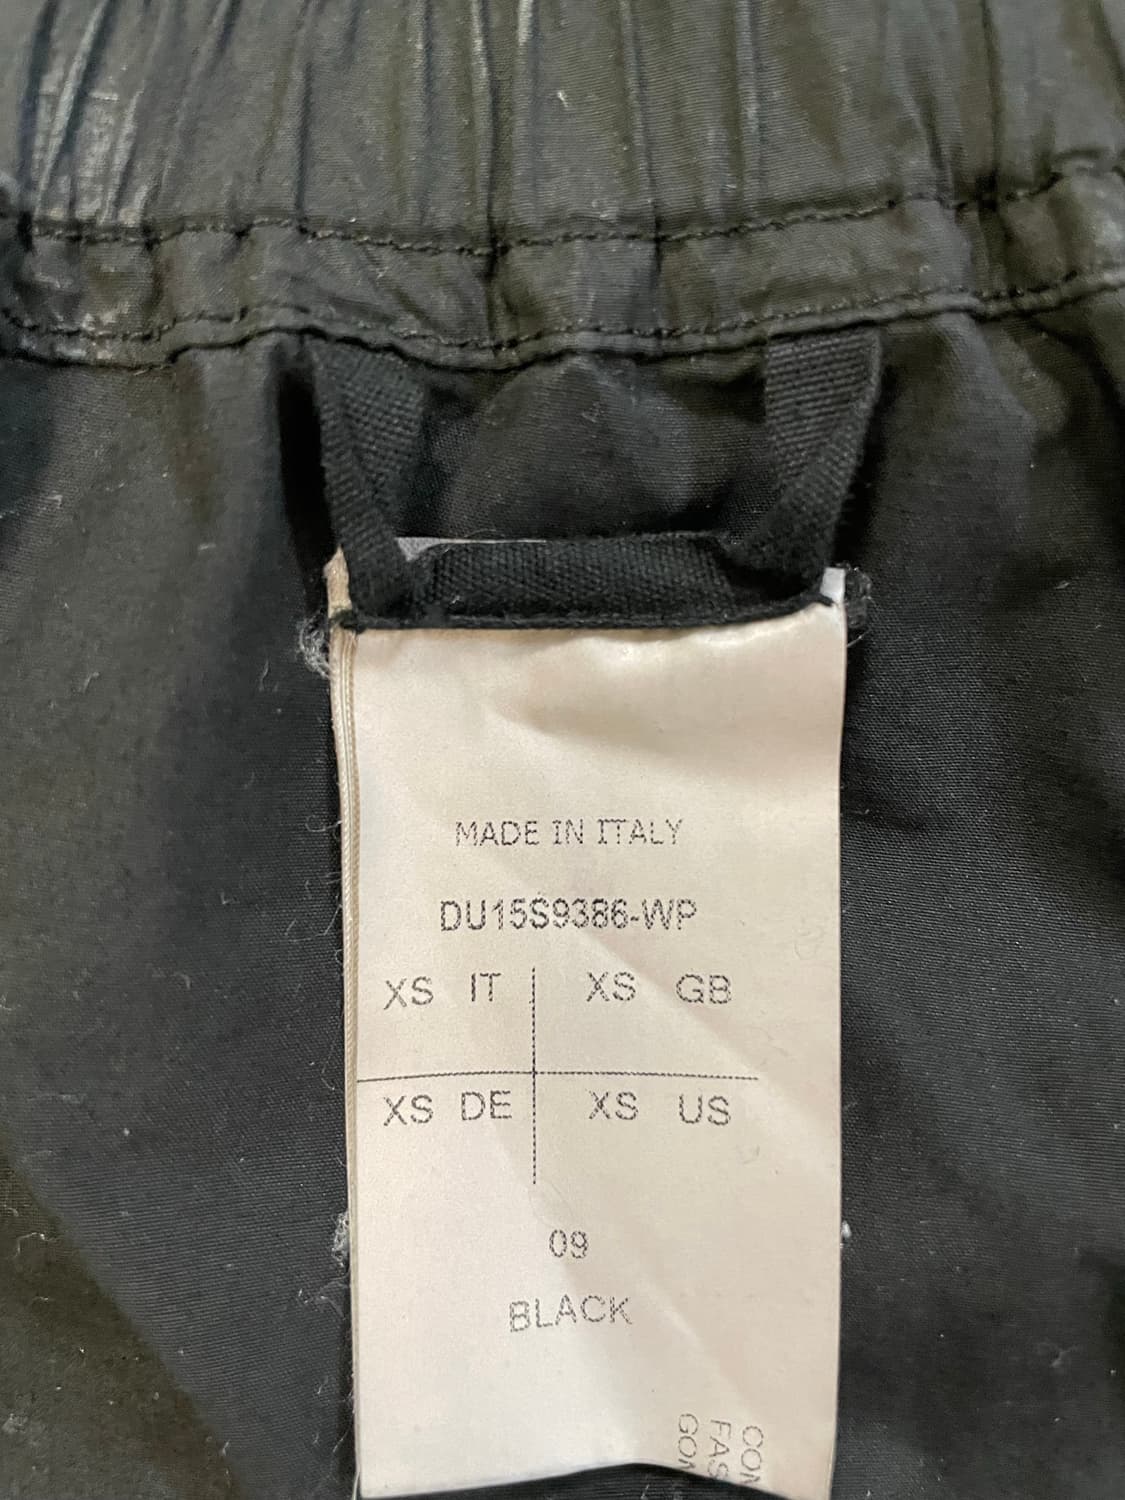 MADE IN ITALY
DU15S9386-WP
XS IT XS GB
XS DE XS US
09
BLACK